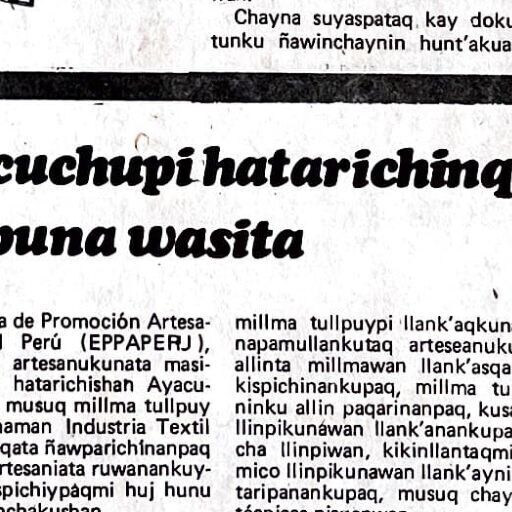 Chayna suyaspataq kay doku
tunku ñawinchaynin hunt'akua
cuchupi hatarichinq
puna wasita
a de Promoción Artesa-
l Perú (EPPAPERJ),
artesanukunata masi-
hatarichishan Ayacu-
musuq millma tullpuy
naman Industria Textil
qata ñawparichinanpaq
rtesaniata ruwanankuy-
spichiypaqmi huj hunu
nchakushan
millma tullpuypi llank'aqkun
napamullankutaq arteseanuku
allinta millmawan llank'asqa
kispichinankupaq, millma tu
ninku allin paqarinanpaq, kusa
llinpikunáwan llank'anankupa
cha llinpiwan, kikinllantaqmi
mico llinpikunawan llank'ayni
taripanankupaq, musuq chay